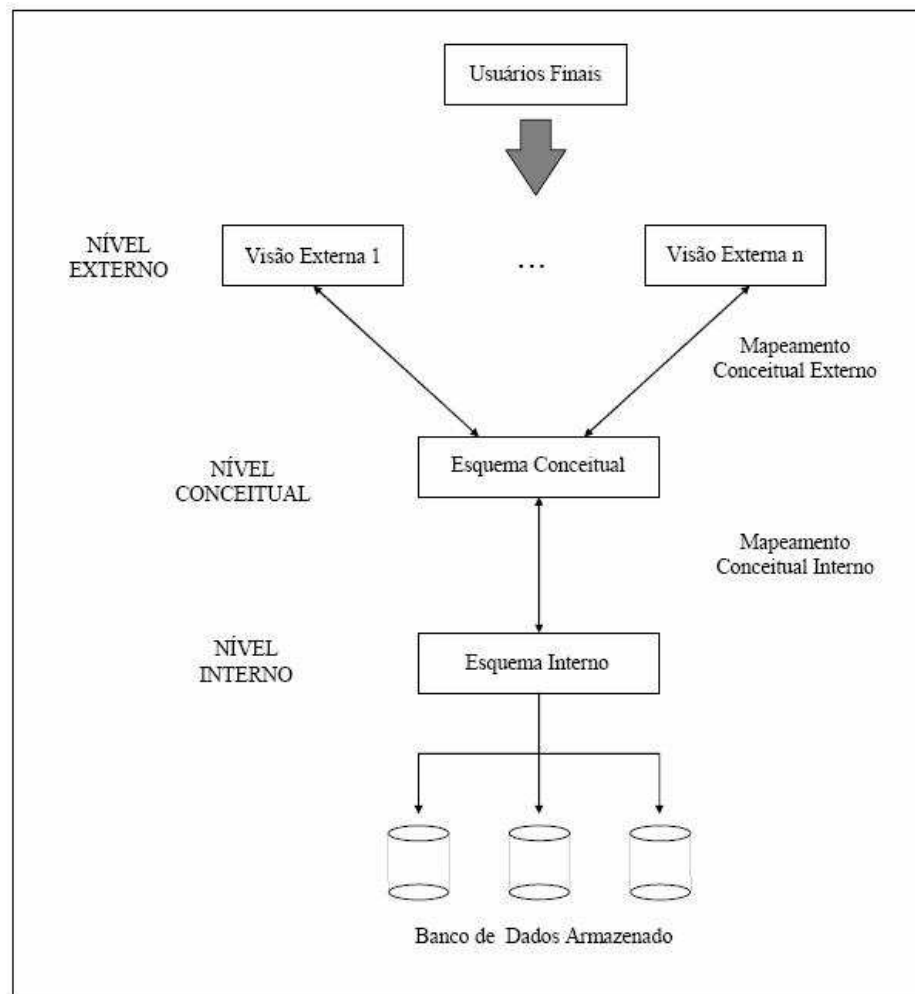 Usuários Finais
NÍVEL
EXTERNO
Visão Externa 1
...
Visão Externa n
Mapeamento
Conceitual Externo
NÍVEL
CONCEITUAL
Esquema Conceitual
Mapeamento
Conceitual Interno
NÍVEL
INTERNO
Esquema Interno
Banco de Dados Armazenado